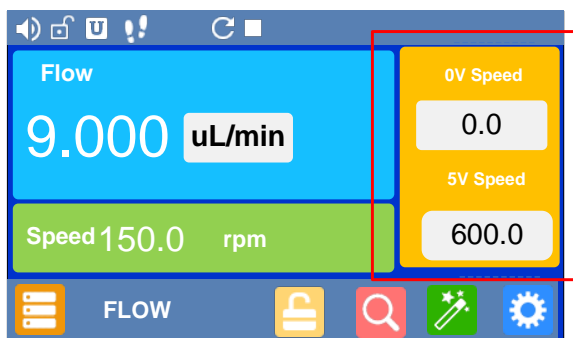 U
Flow
9.000 uL/min
Speed 150.0 rpm
0V Speed
0.0
5V Speed
600.0
FLOW